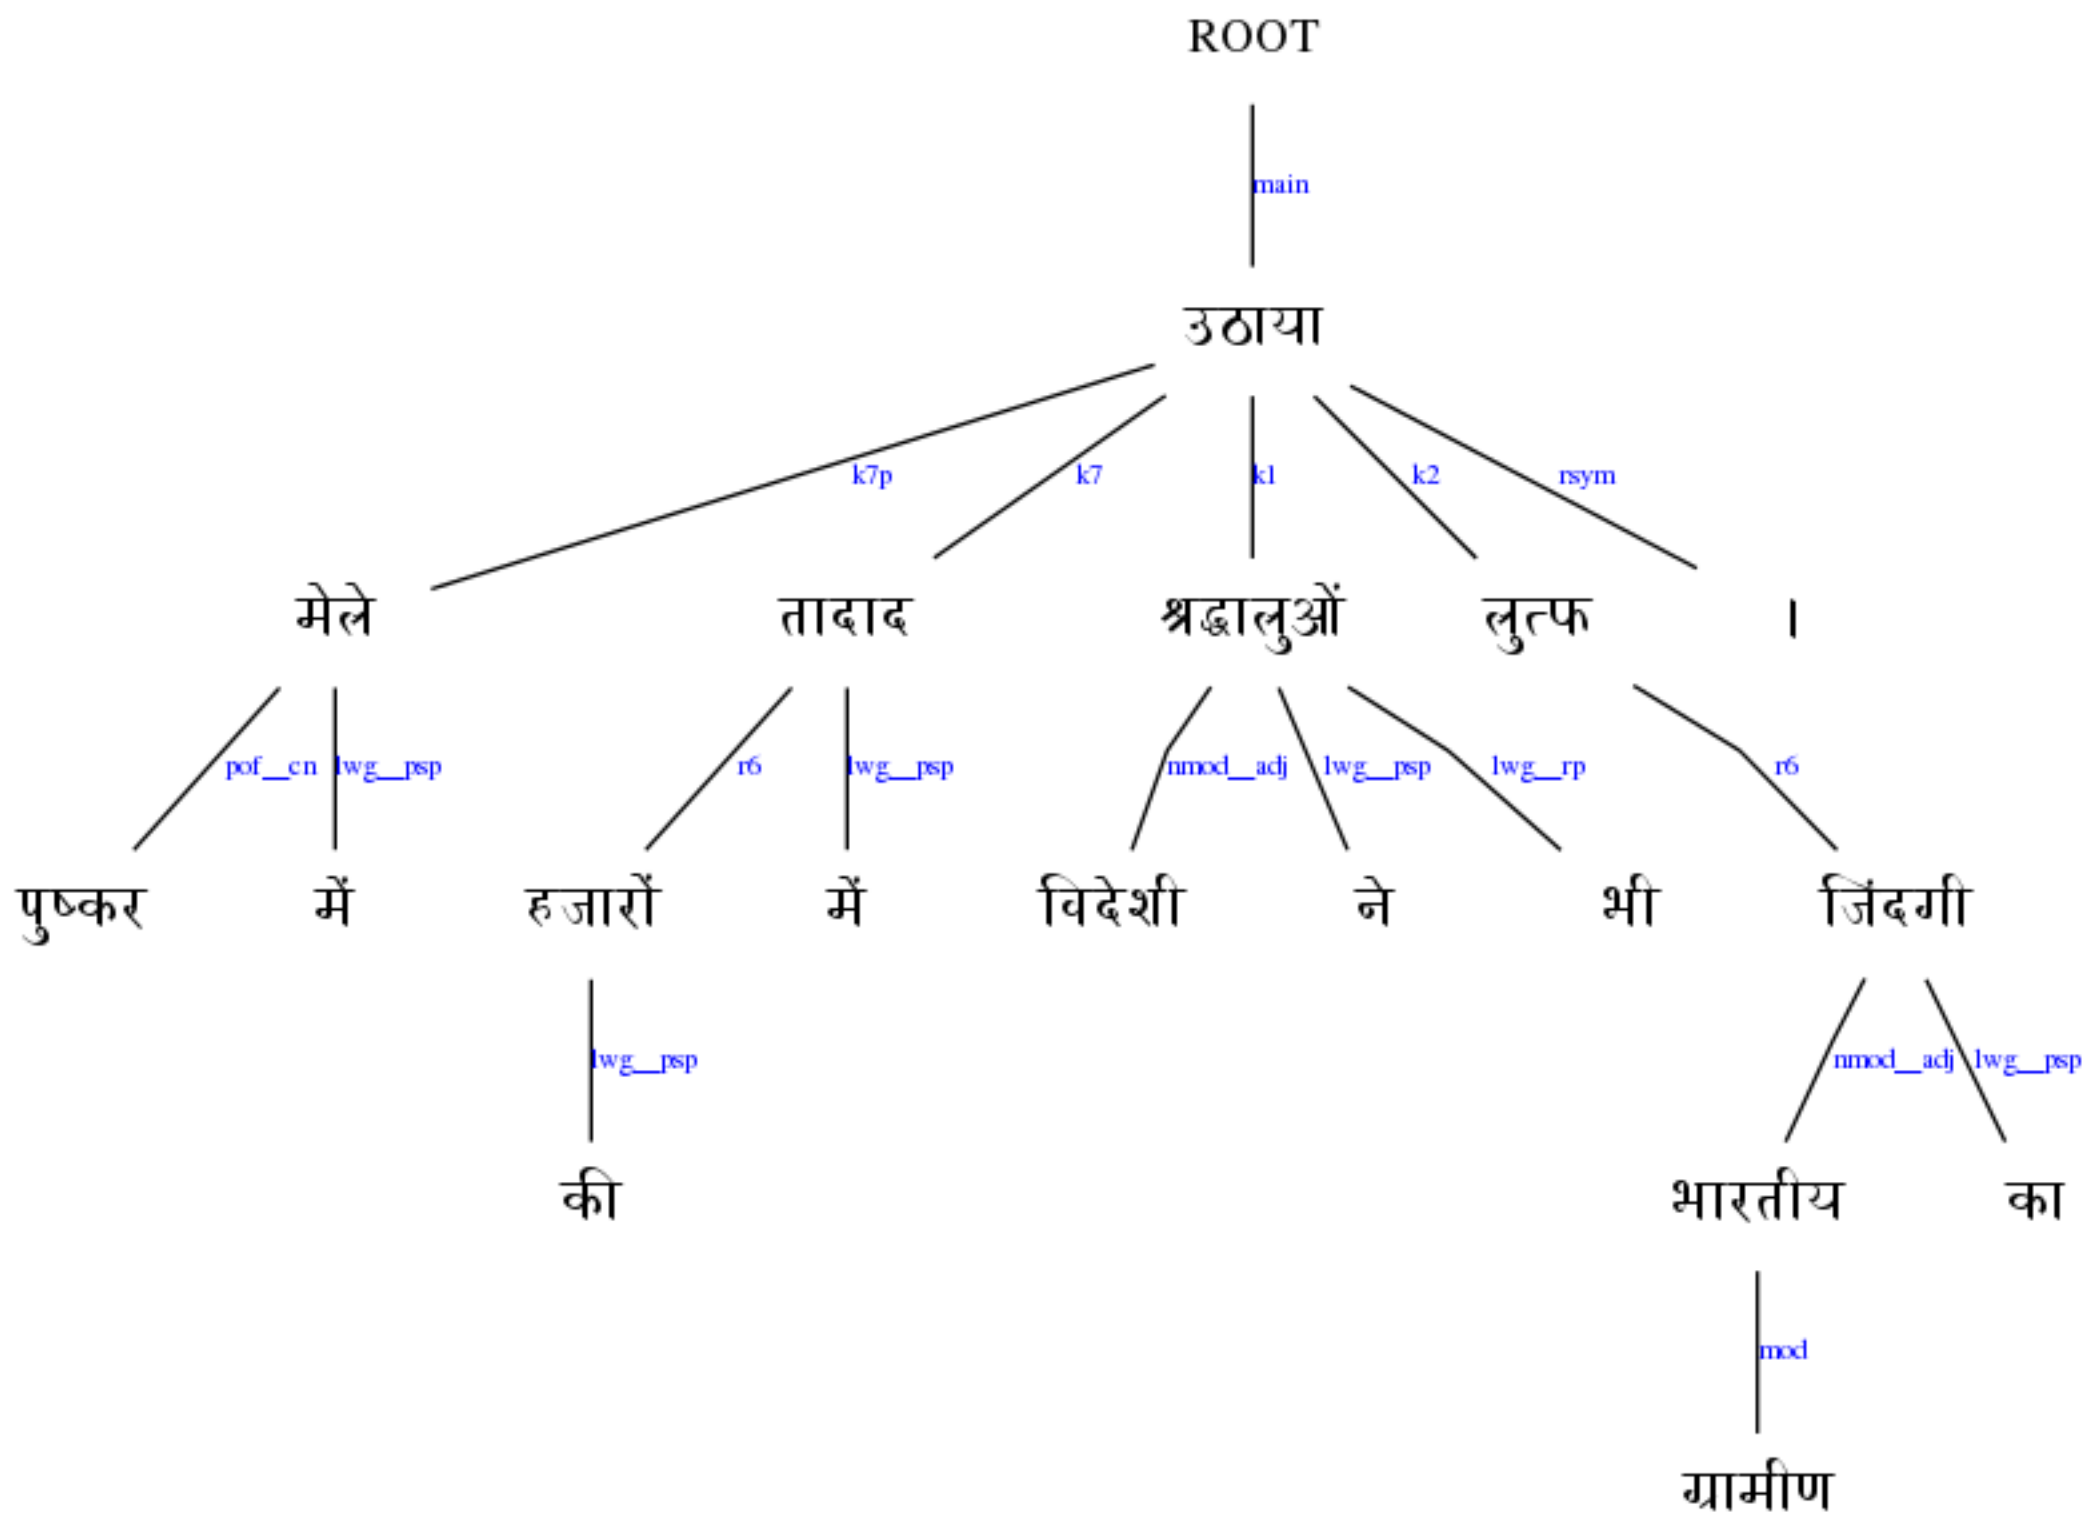 ROOT
main
उठाया
k7p k7 k1 k2 rsym
मेले तादाद श्रद्धालुओं लुत्फ ।
pof__cn lwg__psp r6 lwg__psp nmod__adj lwg__psp lwg__rp r6
पुष्कर में हजारों में विदेशी ने भी जिंदगी
lwg__psp nmod__adj lwg__psp
की भारतीय का
mod
ग्रामीण